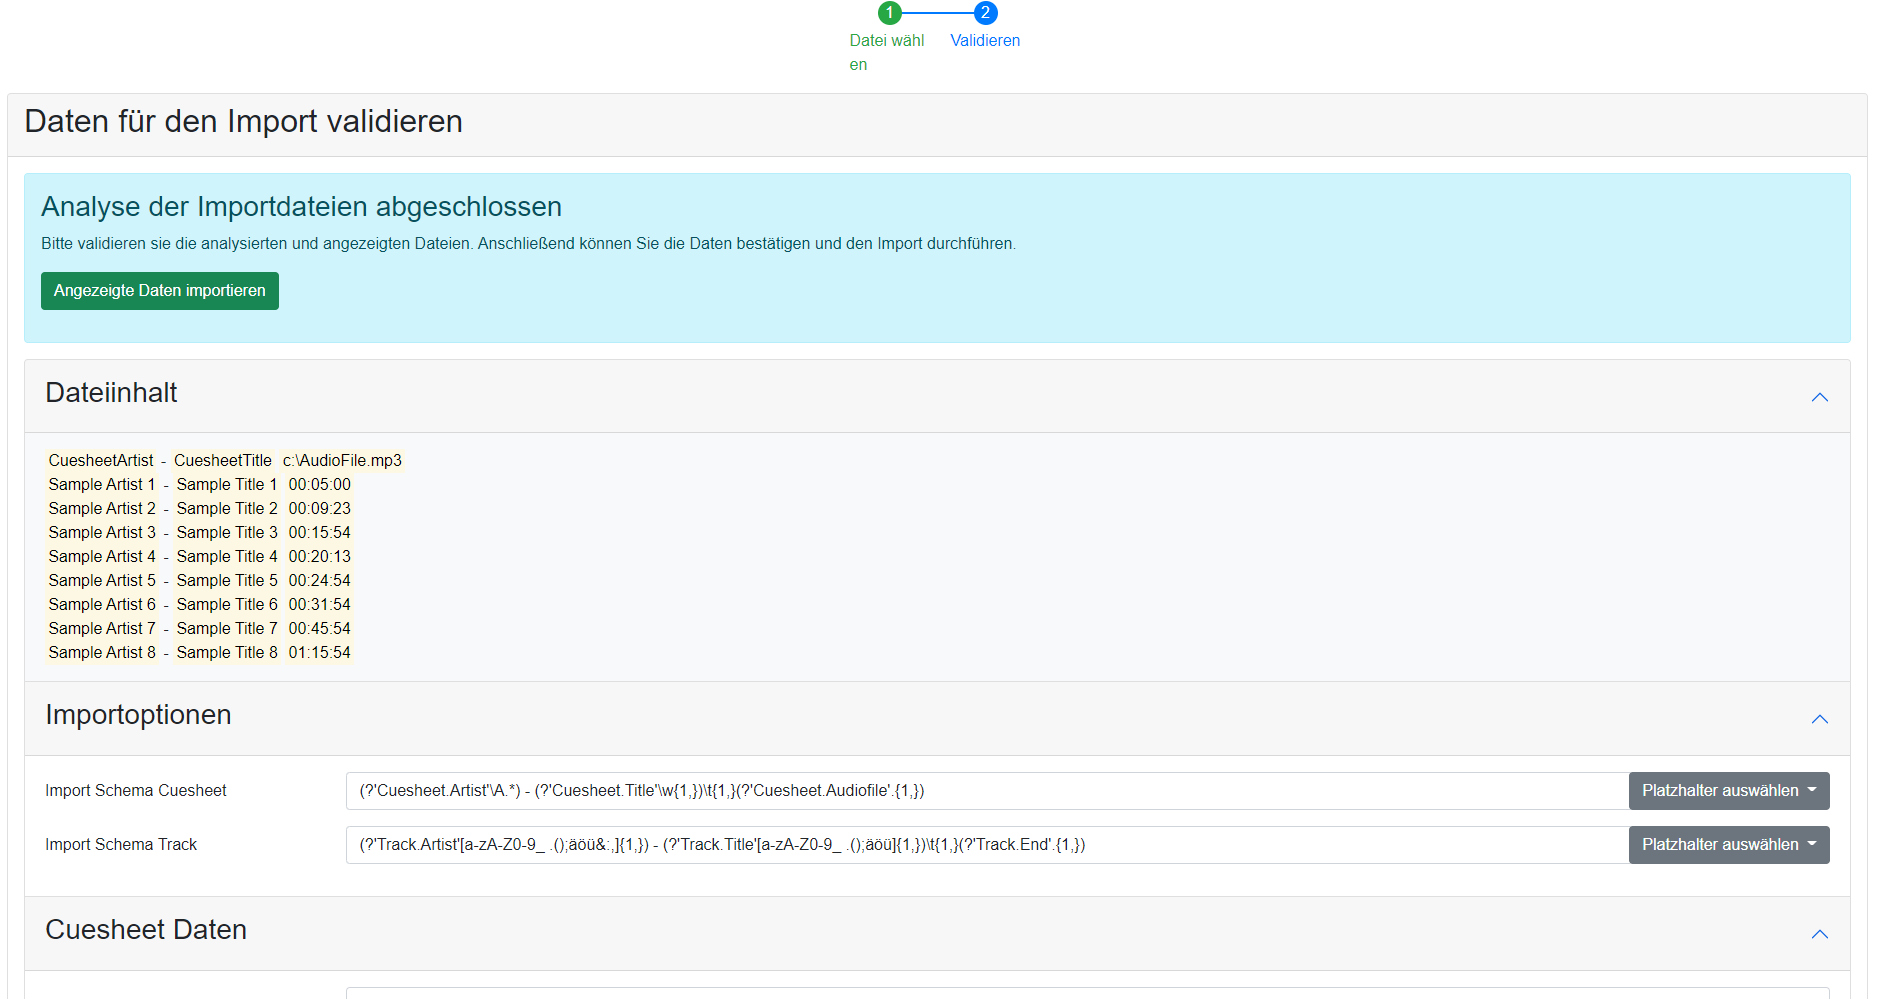 1 2
Datei wähl
en
Validieren
Daten für den Import validieren
Analyse der Importdateien abgeschlossen
Bitte validieren sie die analysierten und angezeigten Dateien. Anschließend können Sie die Daten bestätigen und den Import durchführen.
Angezeigte Daten importieren
Dateiinhalt
CuesheetArtist - CuesheetTitle c:\AudioFile.mp3
Sample Artist 1 - Sample Title 1 00:05:00
Sample Artist 2 - Sample Title 2 00:09:23
Sample Artist 3 - Sample Title 3 00:15:54
Sample Artist 4 - Sample Title 4 00:20:13
Sample Artist 5 - Sample Title 5 00:24:54
Sample Artist 6 - Sample Title 6 00:31:54
Sample Artist 7 - Sample Title 7 00:45:54
Sample Artist 8 - Sample Title 8 01:15:54
Importoptionen
Import Schema Cuesheet (?'Cuesheet.Artist'\A.*) - (?'Cuesheet.Title'\w{1,})\t{1,}(?'Cuesheet.Audiofile'.{1,}) Platzhalter auswählen
Import Schema Track (?'Track.Artist'[a-zA-Z0-9_ .();äöü&:,]{1,}) - (?'Track.Title'[a-zA-Z0-9_ .();äöü]{1,})\t{1,}(?'Track.End'.{1,}) Platzhalter auswählen
Cuesheet Daten